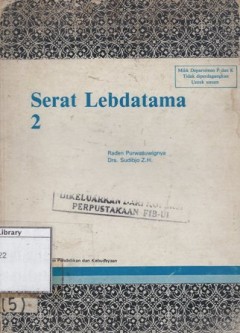 Milik Departemen P dan K
Tidak diperdagangkan
Untuk umum
Serat Lebdatama
2
Raden Purwasuwignya
Drs. Sudibjo Z.H.
DIKELUARKAN DARI
PERPUSTAKAAN FIB-UI
Library
22
Pendidikan dan Kebudayaan
(5)-